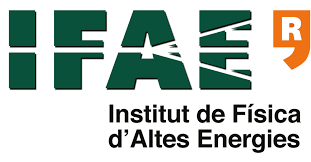 IFAE R
Institut de Física
d'Altes Energies